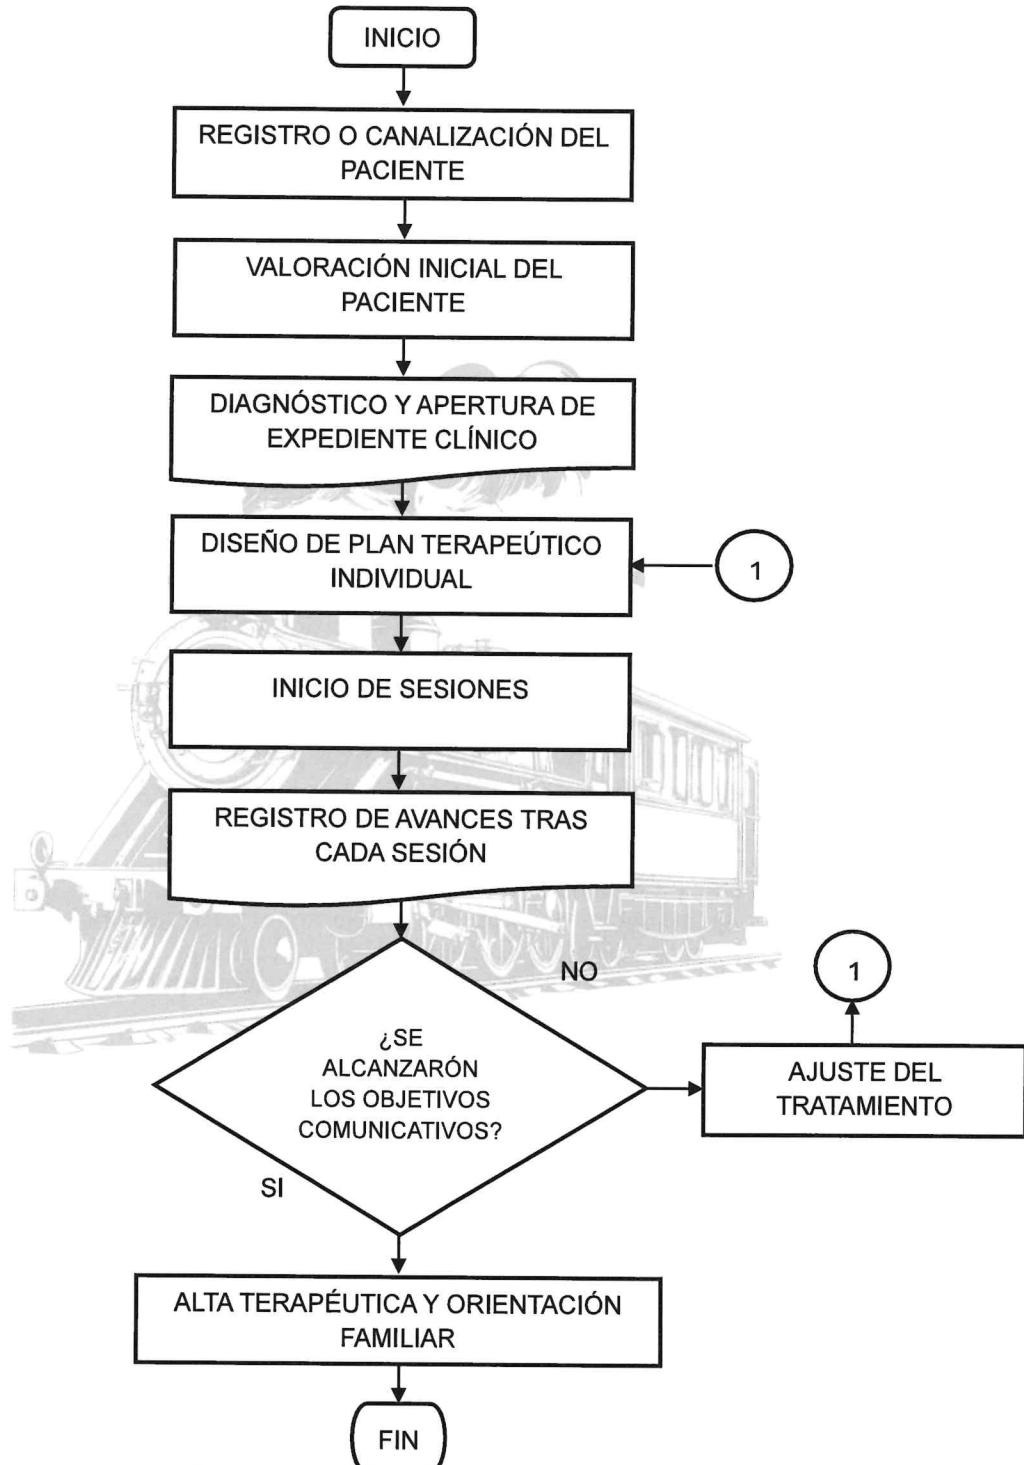 INICIO
REGISTRO O CANALIZACIÓN DEL
PACIENTE
VALORACIÓN INICIAL DEL
PACIENTE
DIAGNÓSTICO Y APERTURA DE
EXPEDIENTE CLÍNICO
DISEÑO DE PLAN TERAPEÚTICO
INDIVIDUAL
1
INICIO DE SESIONES
REGISTRO DE AVANCES TRAS
CADA SESIÓN
NO
1
¿SE
ALCANZARÓN
LOS OBJETIVOS
COMUNICATIVOS?
AJUSTE DEL
TRATAMIENTO
SI
ALTA TERAPÉUTICA Y ORIENTACIÓN
FAMILIAR
FIN